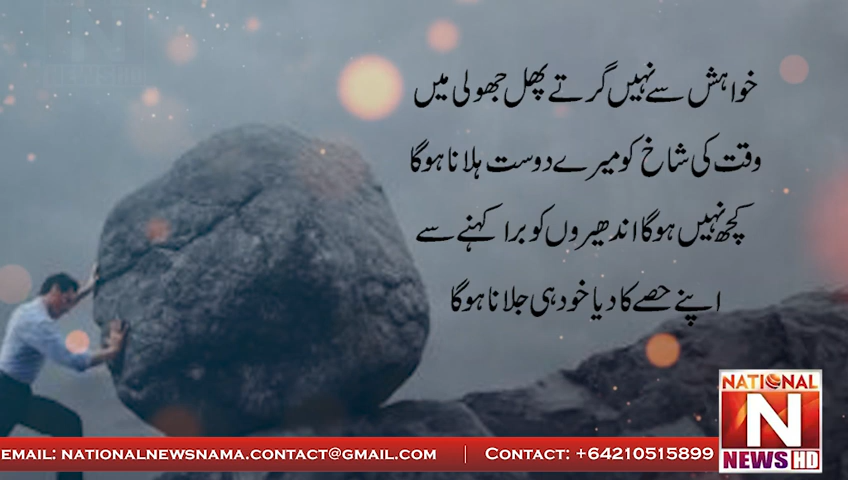 خواہش سے نہیں گرتے پھل جھولی میں
وقت کی شاخ کو میرے دوست ہلانا ہوگا
کچھ نہیں ہوگا اندھیروں کو برا کہنے سے
اپنے حصے کا دیا خود ہی جلانا ہوگا
NATIONAL
N
NEWS HD
EMAIL: NATIONALNEWSNAMA.CONTACT@GMAIL.COM | Contact: +64210515899